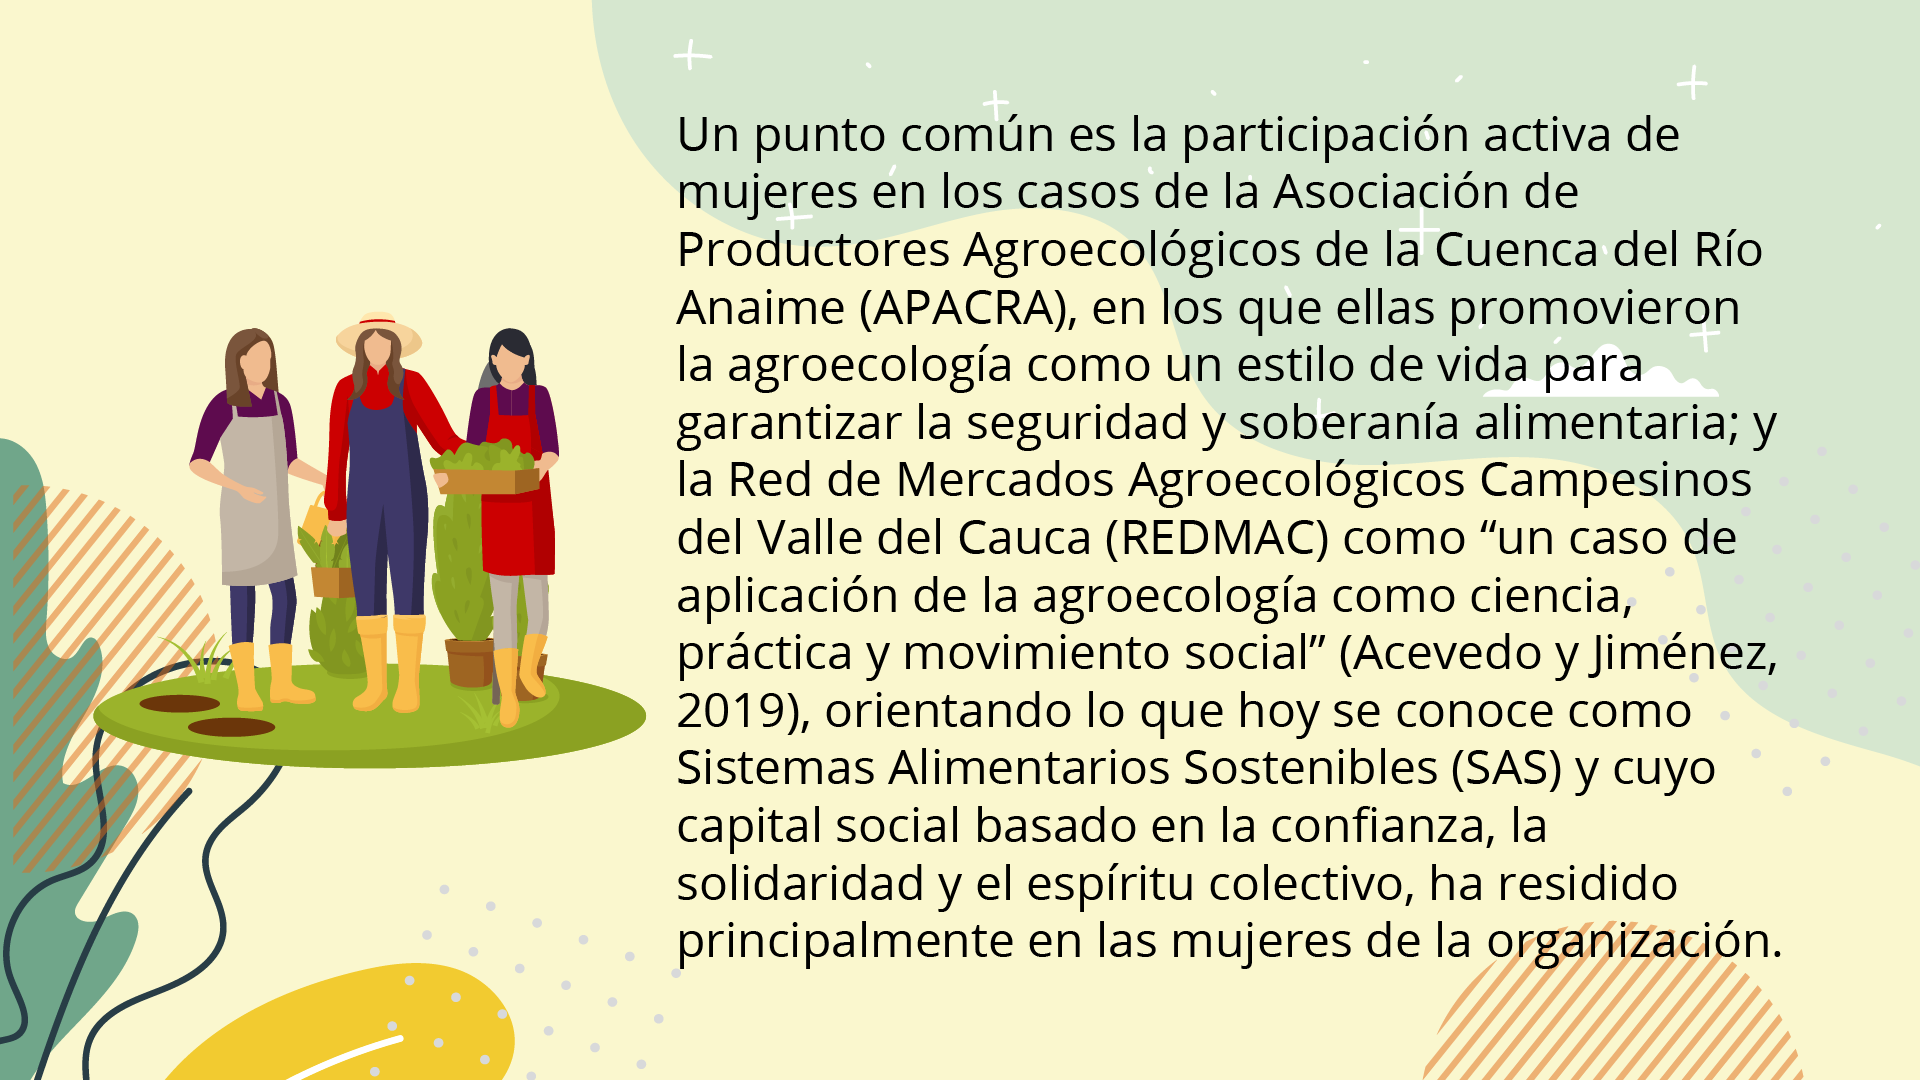 Un punto común es la participación activa de
mujeres en los casos de la Asociación de
Productores Agroecológicos de la Cuenca del Río
Anaime (APACRA), en los que ellas promovieron
la agroecología como un estilo de vida para
garantizar la seguridad y soberanía alimentaria; y
la Red de Mercados Agroecológicos Campesinos
del Valle del Cauca (REDMAC) como “un caso de
aplicación de la agroecología como ciencia,
práctica y movimiento social” (Acevedo y Jiménez,
2019), orientando lo que hoy se conoce como
Sistemas Alimentarios Sostenibles (SAS) y cuyo
capital social basado en la confianza, la
solidaridad y el espíritu colectivo, ha residido
principalmente en las mujeres de la organización.